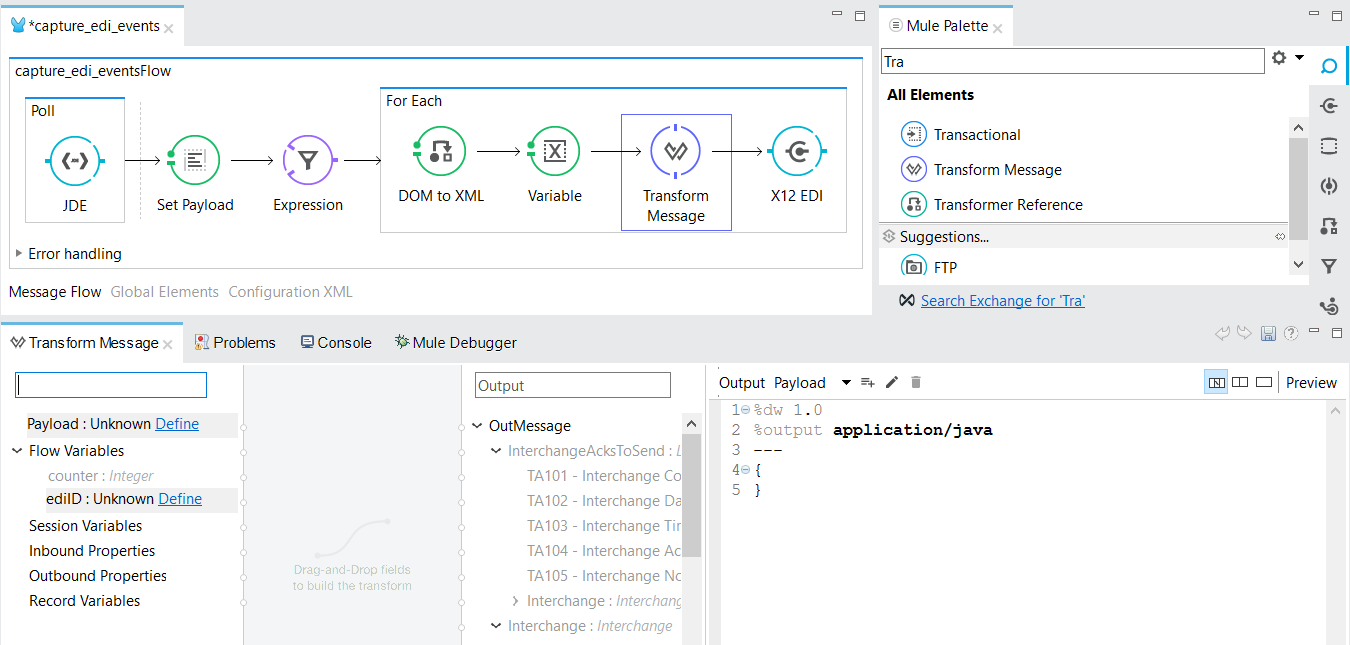 *capture_edi_events
capture_edi_eventsFlow
Poll
JDE
Set Payload
Expression
For Each
DOM to XML
Variable
Transform
Message
X12 EDI
Error handling
Message Flow Global Elements Configuration XML
Mule Palette
Tra
All Elements
Transactional
Transform Message
Transformer Reference
Suggestions...
FTP
Search Exchange for 'Tra'
Transform Message Problems Console Mule Debugger
Payload : Unknown Define
Flow Variables
counter : Integer
ediID : Unknown Define
Session Variables
Inbound Properties
Outbound Properties
Record Variables
Drag-and-Drop fields
to build the transform
Output
OutMessage
InterchangeAcksToSend :
TA101 - Interchange Co
TA102 - Interchange Da
TA103 - Interchange Tir
TA104 - Interchange Ac
TA105 - Interchange Nc
Interchange : Interchang
Interchange : Interchange
Output Payload Preview
1 %dw 1.0
2 %output application/java
3 ---
4 {
5 }